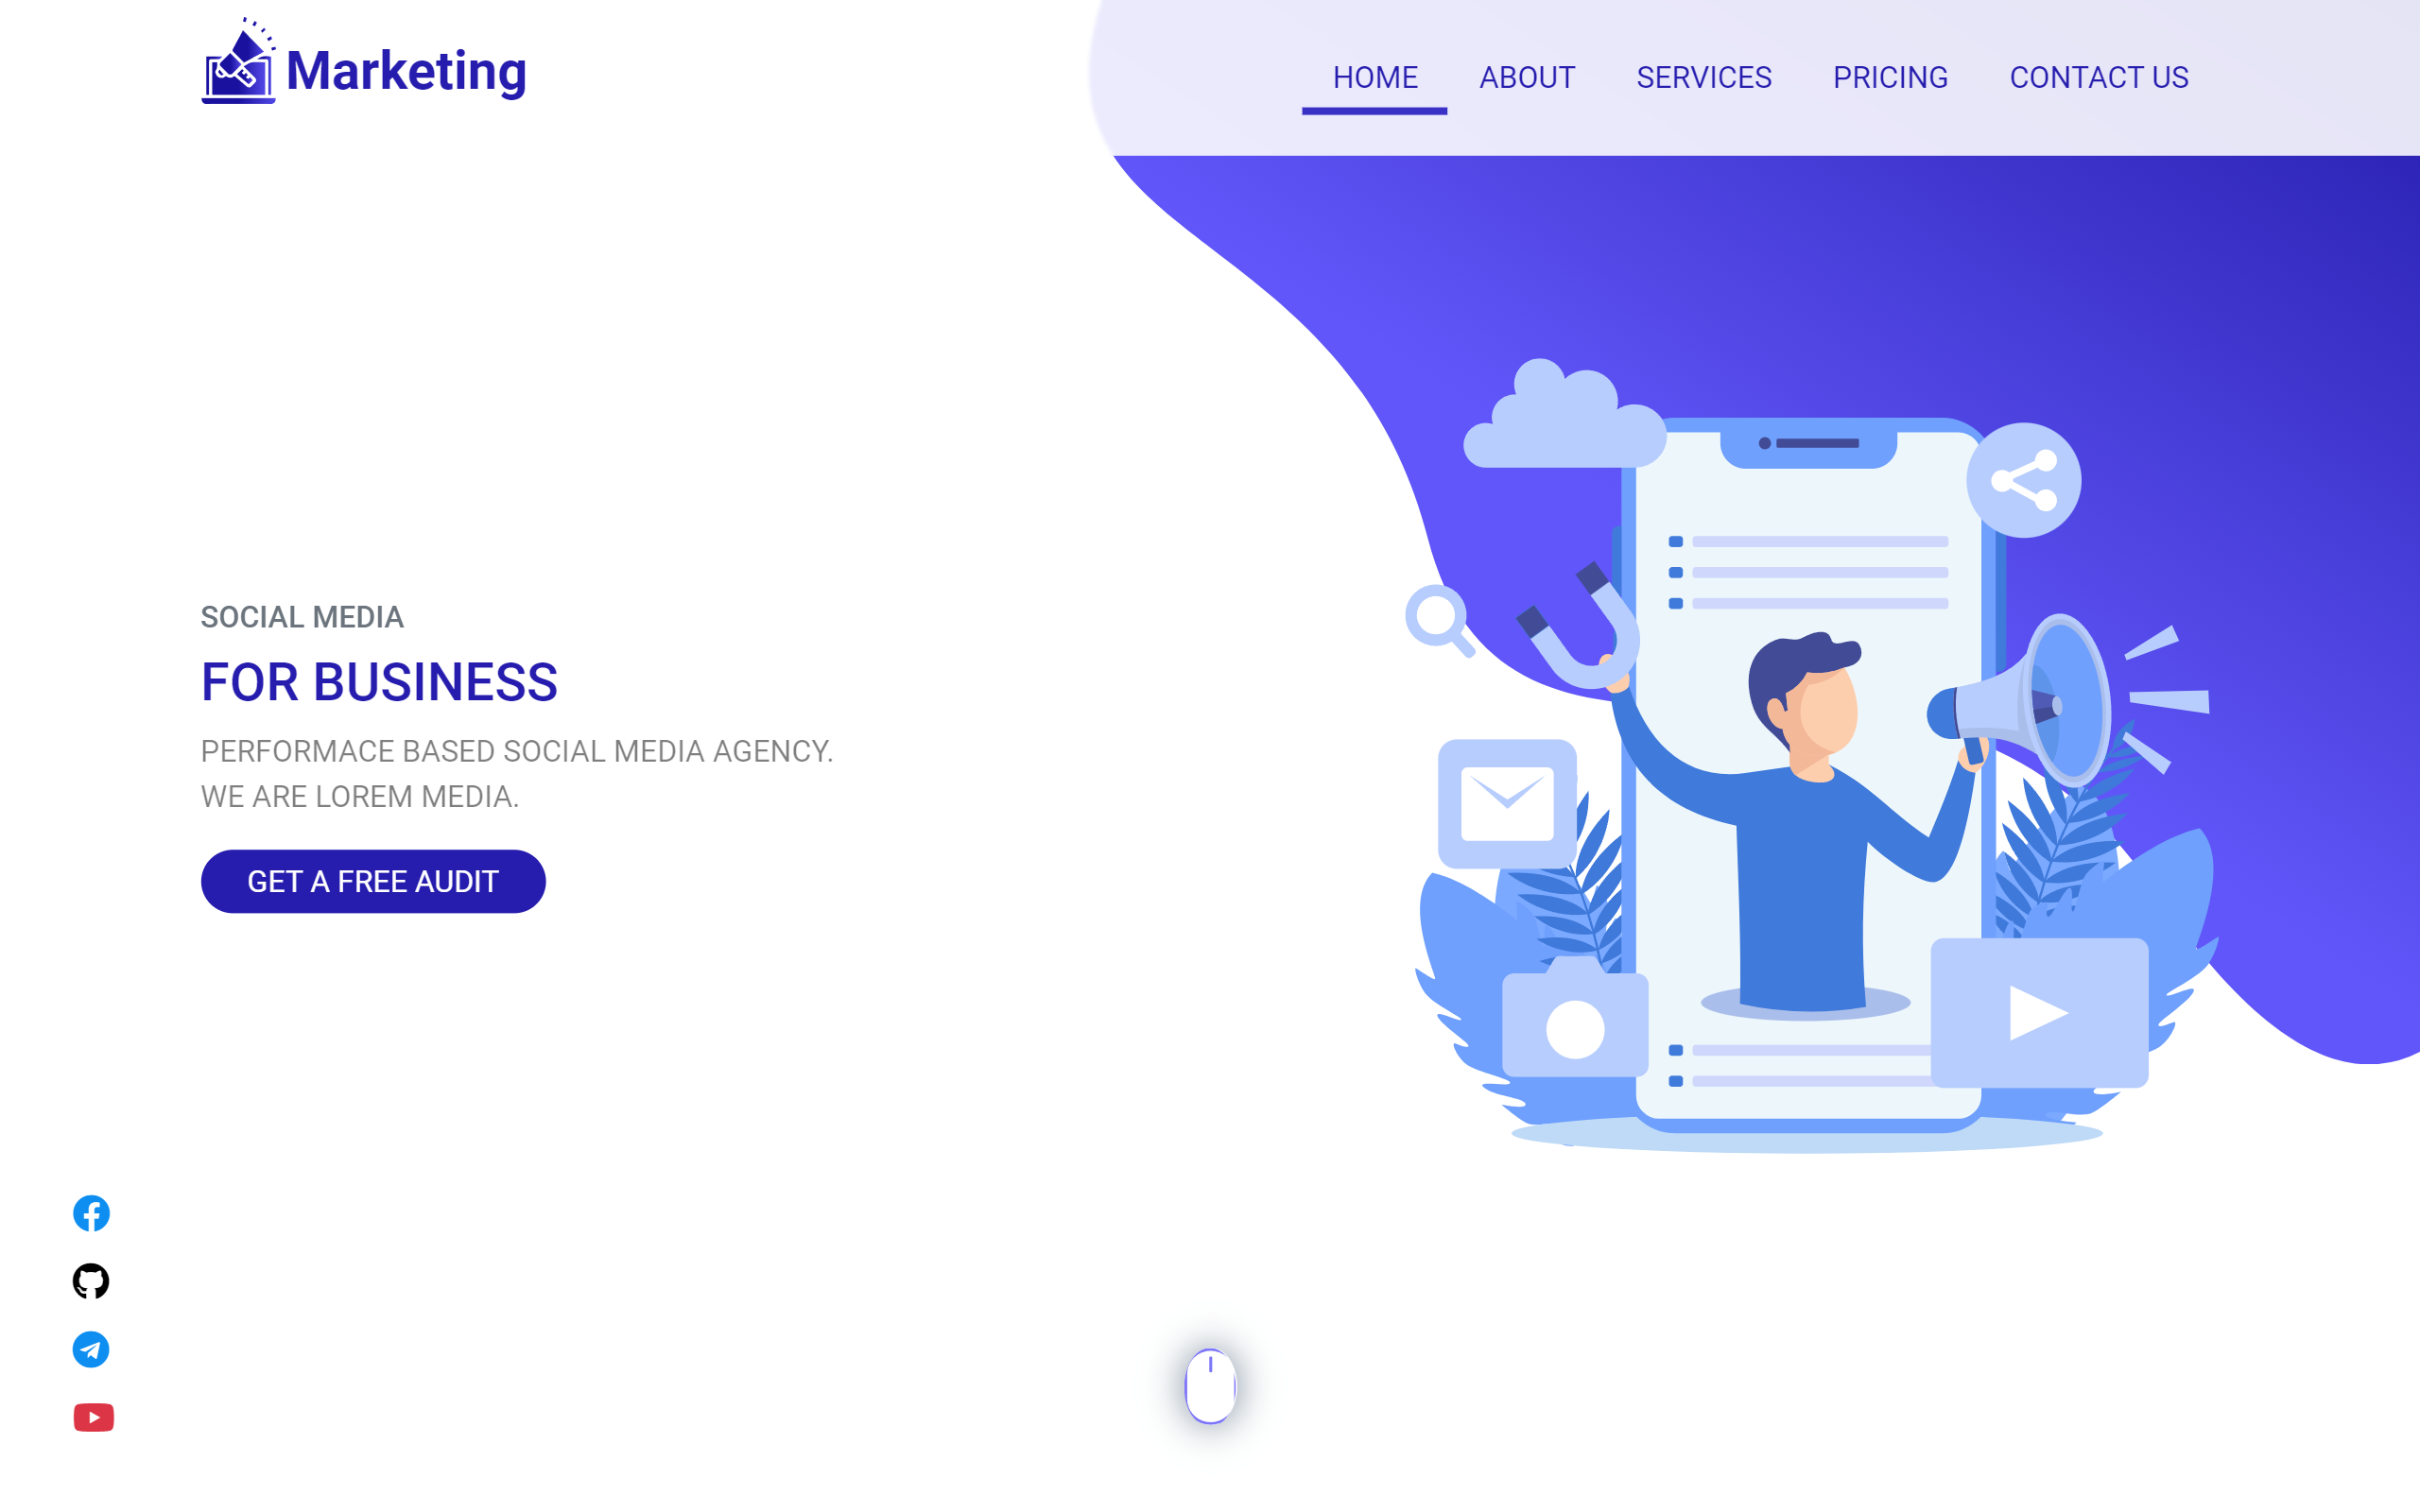 Marketing
HOME ABOUT SERVICES PRICING CONTACT US
SOCIAL MEDIA
FOR BUSINESS
PERFORMACE BASED SOCIAL MEDIA AGENCY.
WE ARE LOREM MEDIA.
GET A FREE AUDIT